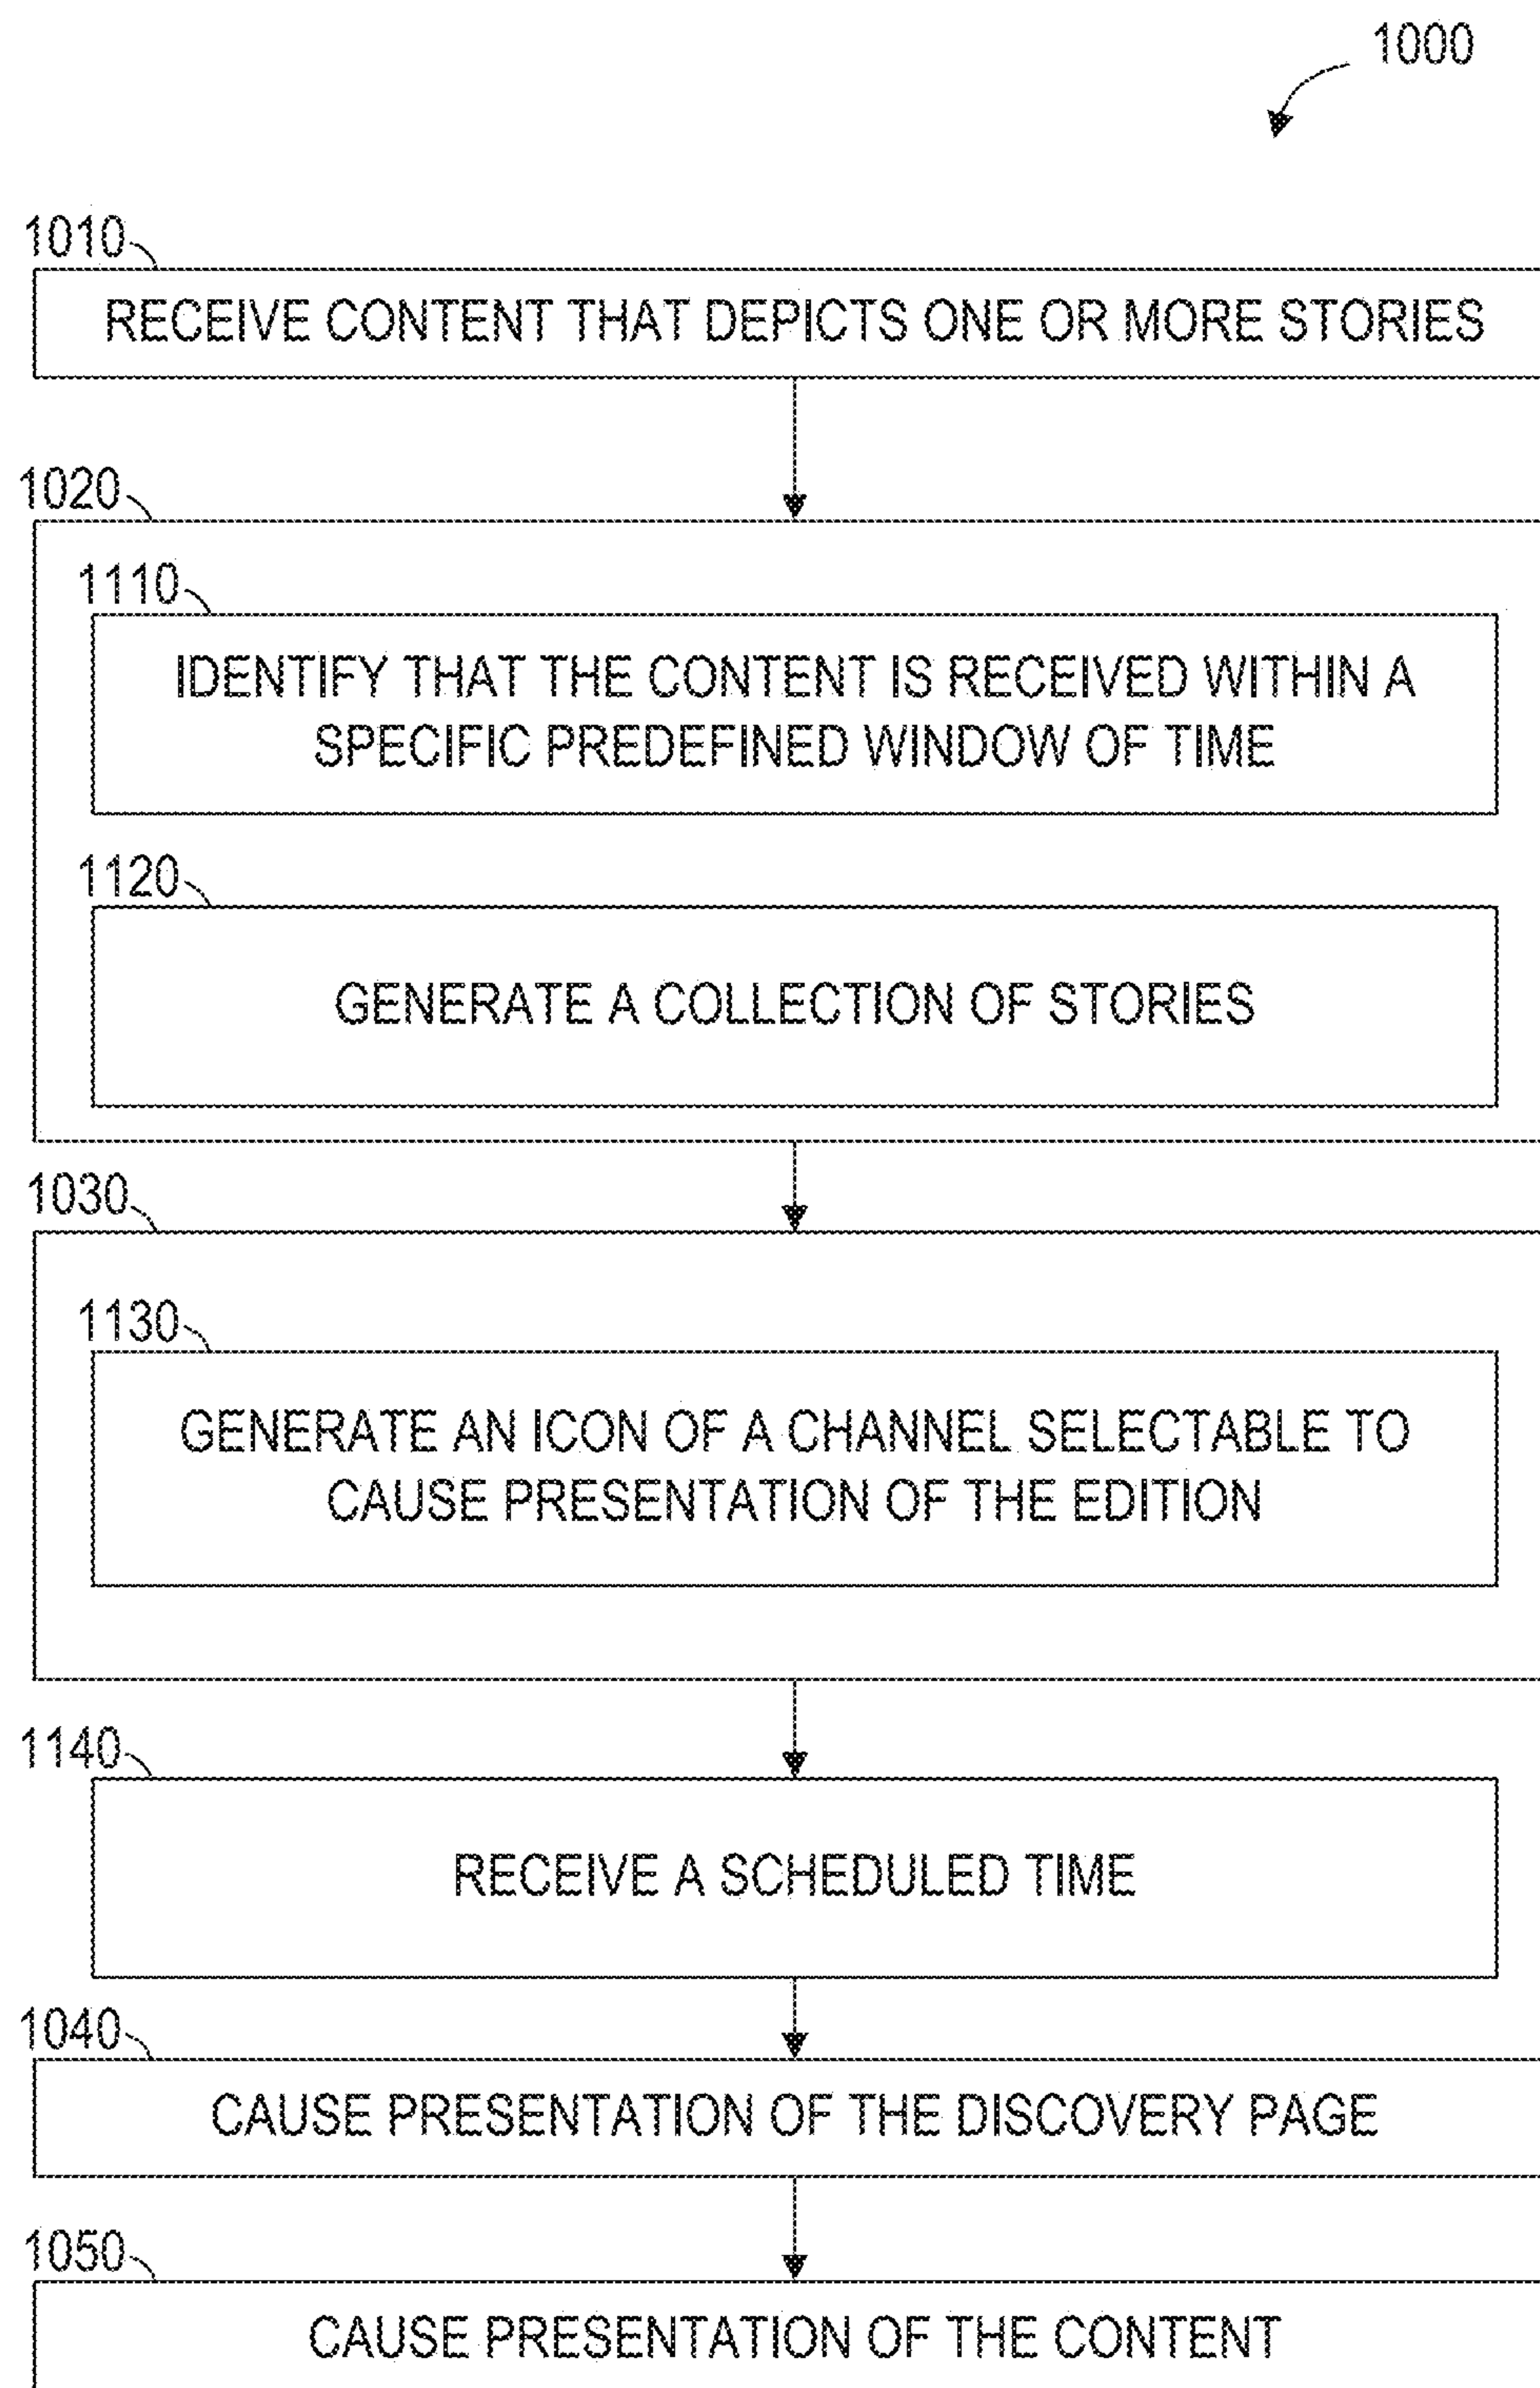 1000
1010
RECEIVE CONTENT THAT DEPICTS ONE OR MORE STORIES
1020
1110
IDENTIFY THAT THE CONTENT IS RECEIVED WITHIN A
SPECIFIC PREDEFINED WINDOW OF TIME
1120
GENERATE A COLLECTION OF STORIES
1030
1130
GENERATE AN ICON OF A CHANNEL SELECTABLE TO
CAUSE PRESENTATION OF THE EDITION
1140
RECEIVE A SCHEDULED TIME
1040
CAUSE PRESENTATION OF THE DISCOVERY PAGE
1050
CAUSE PRESENTATION OF THE CONTENT